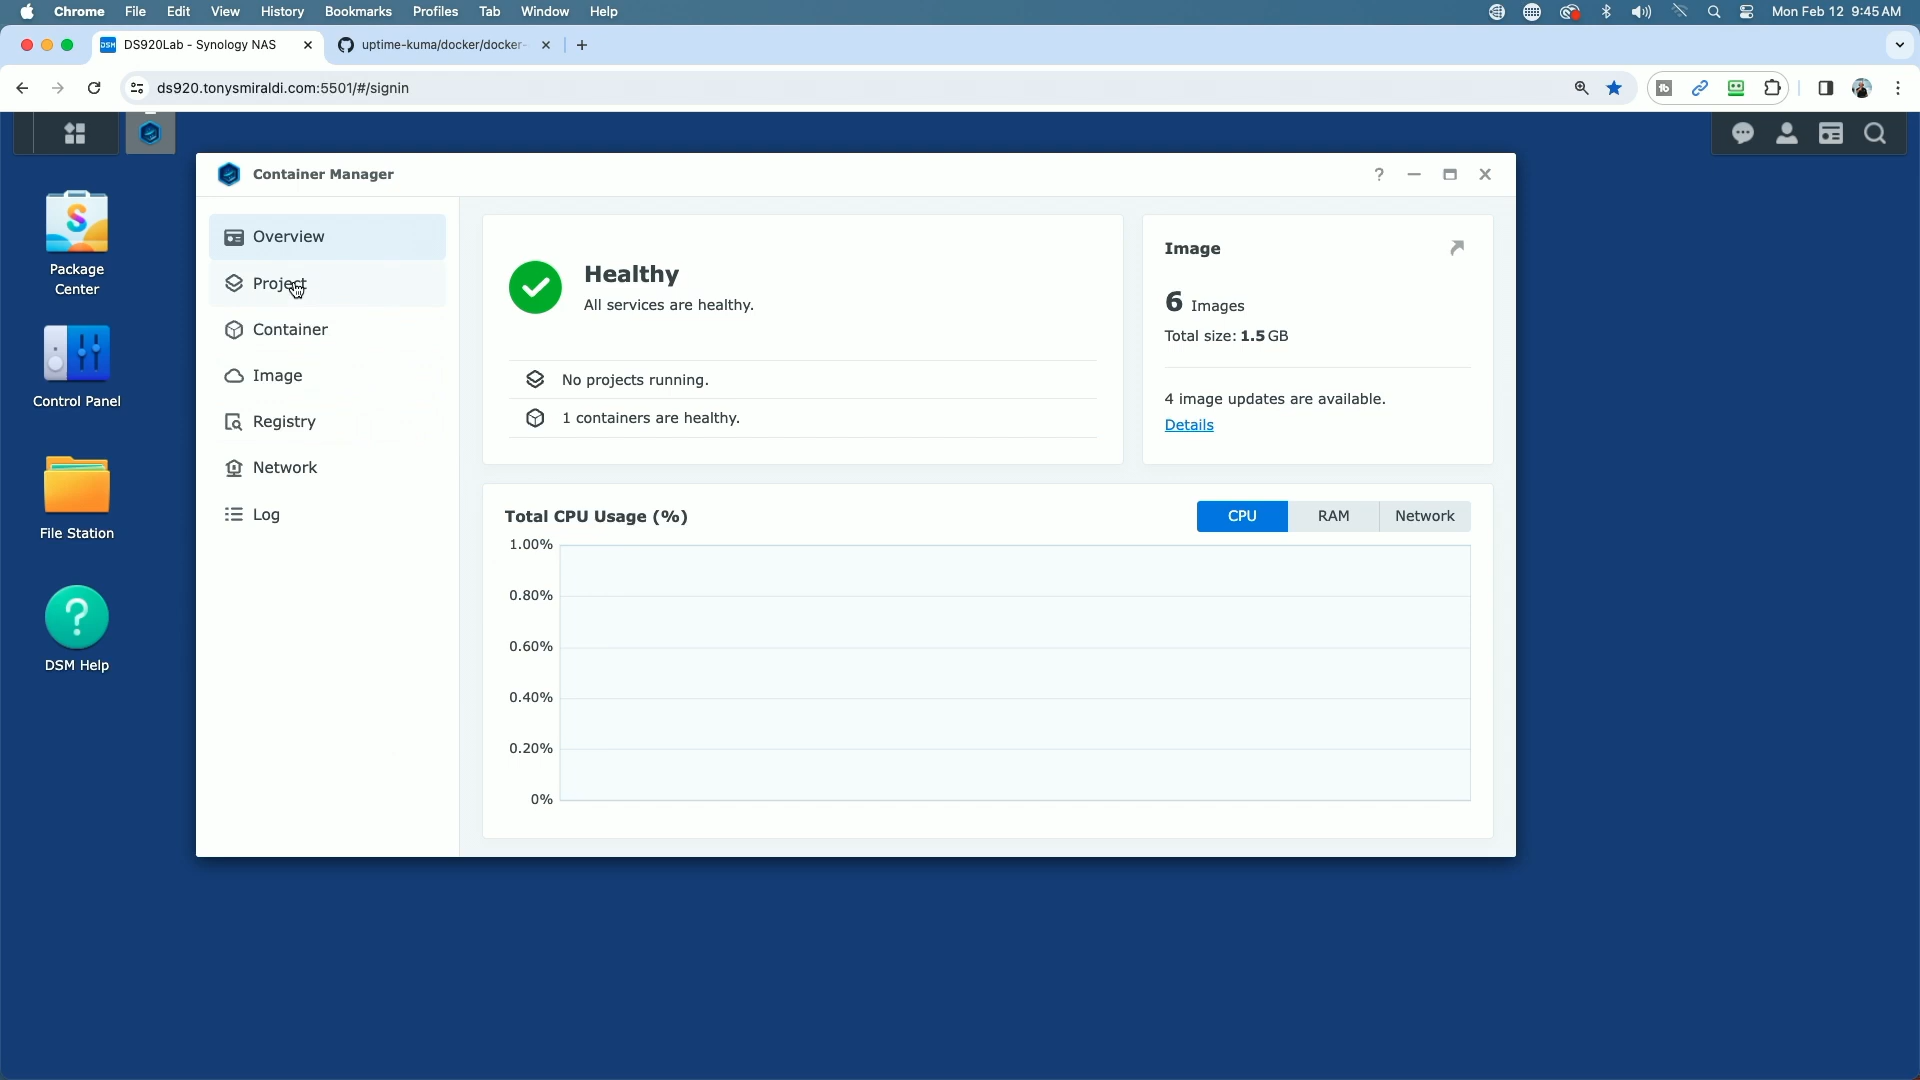 Chrome File Edit View History Bookmarks Profiles Tab Window Help Mon Feb 12 9:45 AM
DSM DS920Lab - Synology NAS uptime-kuma/docker/docker-
ds920.tonysmiraldi.com:5501/#/signin
Container Manager
Package
Center
Control Panel
File Station
DSM Help
Overview
Project
Container
Image
Registry
Network
Log
Healthy
All services are healthy.
No projects running.
1 containers are healthy.
Image
6 Images
Total size: 1.5 GB
4 image updates are available.
Details
Total CPU Usage (%)
CPU RAM Network
1.00%
0.80%
0.60%
0.40%
0.20%
0%